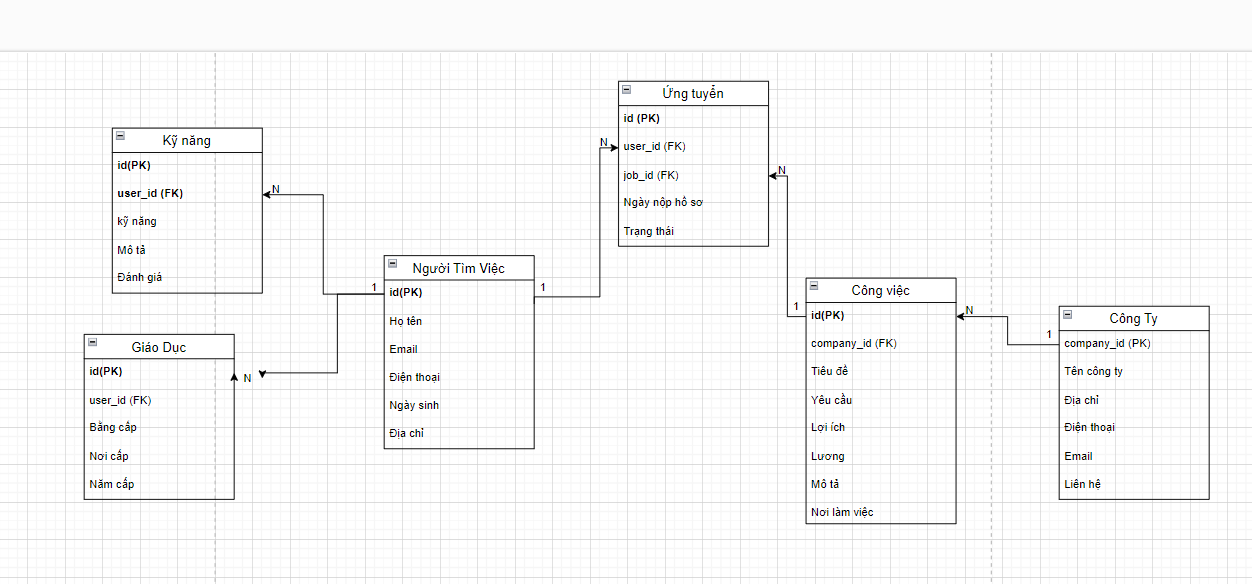 Kỹ năng
id(PK)
user_id (FK)
kỹ năng
Mô tả
Đánh giá
N
Giáo Dục
id(PK)
user_id (FK)
Bằng cấp
Nơi cấp
Năm cấp
N
1
Người Tìm Việc
id(PK)
Họ tên
Email
Điện thoại
Ngày sinh
Địa chỉ
1
N
Ứng tuyển
id (PK)
user_id (FK)
job_id (FK)
Ngày nộp hồ sơ
Trạng thái
N
1
Công việc
id(PK)
company_id (FK)
Tiêu đề
Yêu cầu
Lợi ích
Lương
Mô tả
Nơi làm việc
N
1
Công Ty
company_id (PK)
Tên công ty
Địa chỉ
Điện thoại
Email
Liên hệ